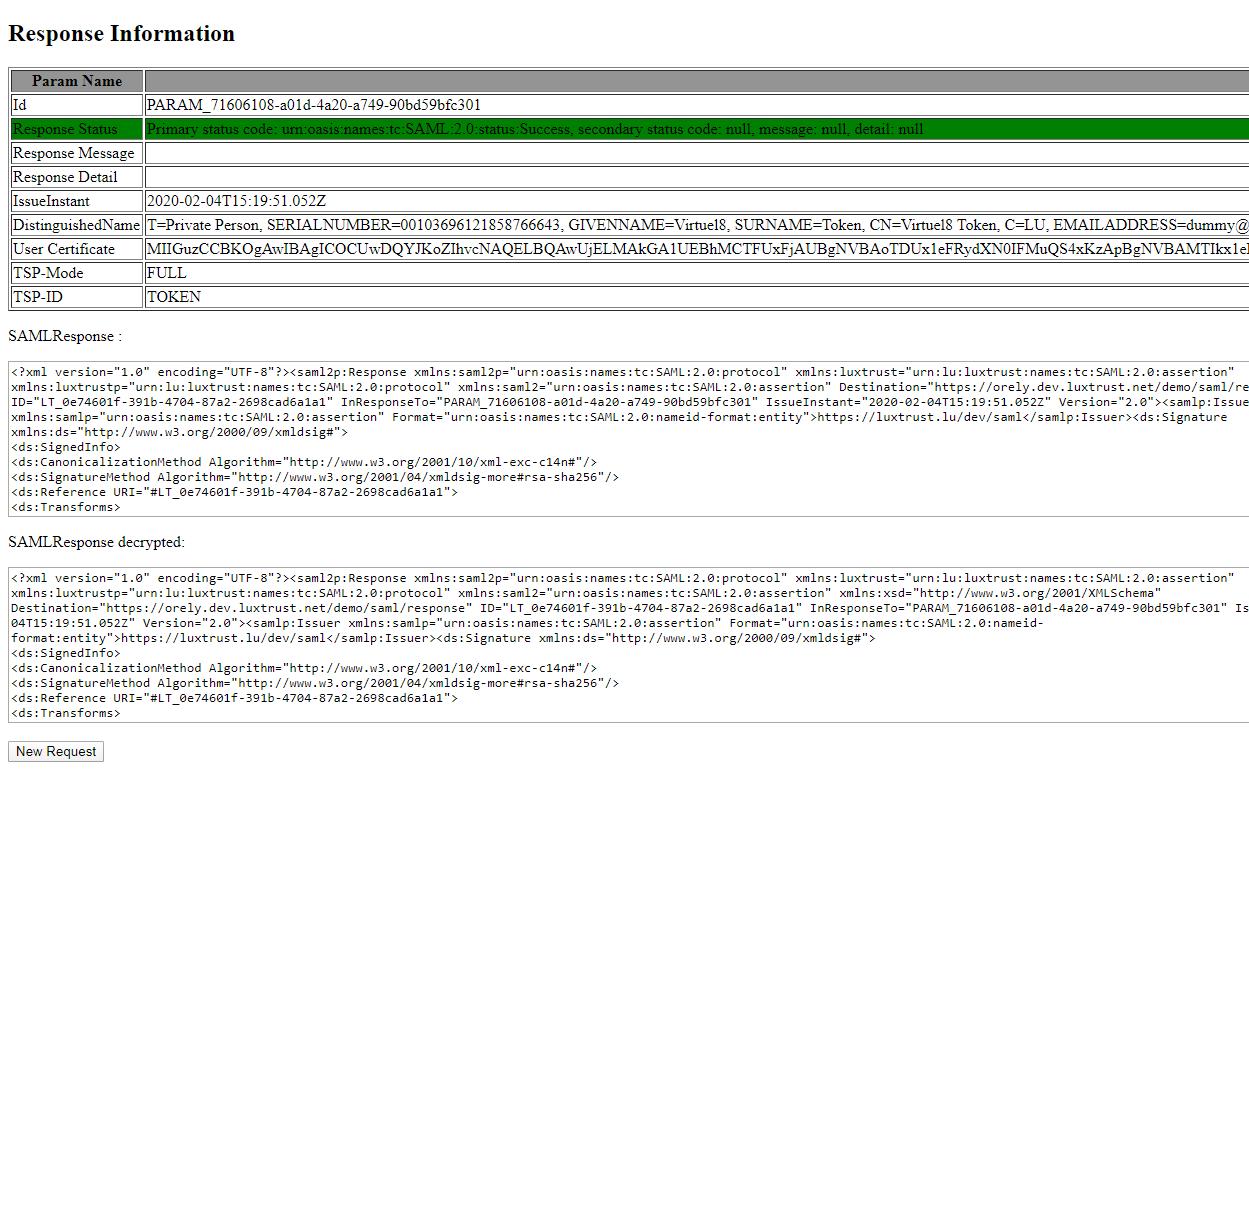 Response Information
Param Name
Id PARAM_71606108-a01d-4a20-a749-90bd59bfc301
Response Status Primary status code: urn:oasis:names:tc:SAML:2.0:status:Success, secondary status code: null, message: null, detail: null
Response Message
Response Detail
IssueInstant 2020-02-04T15:19:51.052Z
DistinguishedName T=Private Person, SERIALNUMBER=00103696121858766643, GIVENNAME=Virtuel8, SURNAME=Token, CN=Virtuel8 Token, C=LU, EMAILADDRESS=dummy@
User Certificate MIIGuzCCBKOgAwIBAgICOCUwDQYJKoZIhvcNAQELBQAwUjELMAkGA1UEBhMCTFUxFjAUBgNVBAoTDUx1eFRydXN0IFMuQS4xKzApBgNVBAMTIkx1e
TSP-Mode FULL
TSP-ID TOKEN
SAMLResponse :
<?xml version="1.0" encoding="UTF-8"?><saml2p:Response xmlns:saml2p="urn:oasis:names:tc:SAML:2.0:protocol" xmlns:luxtrust="urn:lu:luxtrust:names:tc:SAML:2.0:assertion"
xmlns:luxtrustp="urn:lu:luxtrust:names:tc:SAML:2.0:protocol" xmlns:saml2="urn:oasis:names:tc:SAML:2.0:assertion" Destination="https://orely.dev.luxtrust.net/demo/saml/re
ID="LT_0e74601f-391b-4704-87a2-2698cad6a1a1" InResponseTo="PARAM_71606108-a01d-4a20-a749-90bd59bfc301" IssueInstant="2020-02-04T15:19:51.052Z" Version="2.0"><samlp:Issue
xmlns:samlp="urn:oasis:names:tc:SAML:2.0:assertion" Format="urn:oasis:names:tc:SAML:2.0:nameid-format:entity">https://luxtrust.lu/dev/saml</samlp:Issuer><ds:Signature
xmlns:ds="http://www.w3.org/2000/09/xmldsig#">
<ds:SignedInfo>
<ds:CanonicalizationMethod Algorithm="http://www.w3.org/2001/10/xml-exc-c14n#"/>
<ds:SignatureMethod Algorithm="http://www.w3.org/2001/04/xmldsig-more#rsa-sha256"/>
<ds:Reference URI="#LT_0e74601f-391b-4704-87a2-2698cad6a1a1">
<ds:Transforms>
SAMLResponse decrypted:
<?xml version="1.0" encoding="UTF-8"?><saml2p:Response xmlns:saml2p="urn:oasis:names:tc:SAML:2.0:protocol" xmlns:luxtrust="urn:lu:luxtrust:names:tc:SAML:2.0:assertion"
xmlns:luxtrustp="urn:lu:luxtrust:names:tc:SAML:2.0:protocol" xmlns:saml2="urn:oasis:names:tc:SAML:2.0:assertion" xmlns:xsd="http://www.w3.org/2001/XMLSchema"
Destination="https://orely.dev.luxtrust.net/demo/saml/response" ID="LT_0e74601f-391b-4704-87a2-2698cad6a1a1" InResponseTo="PARAM_71606108-a01d-4a20-a749-90bd59bfc301" Is
04T15:19:51.052Z" Version="2.0"><samlp:Issuer xmlns:samlp="urn:oasis:names:tc:SAML:2.0:assertion" Format="urn:oasis:names:tc:SAML:2.0:nameid-
format:entity">https://luxtrust.lu/dev/saml</samlp:Issuer><ds:Signature xmlns:ds="http://www.w3.org/2000/09/xmldsig#">
<ds:SignedInfo>
<ds:CanonicalizationMethod Algorithm="http://www.w3.org/2001/10/xml-exc-c14n#"/>
<ds:SignatureMethod Algorithm="http://www.w3.org/2001/04/xmldsig-more#rsa-sha256"/>
<ds:Reference URI="#LT_0e74601f-391b-4704-87a2-2698cad6a1a1">
<ds:Transforms>
New Request